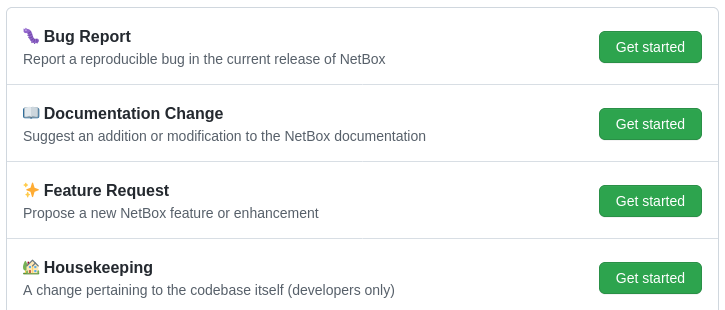 🐛 Bug Report
Report a reproducible bug in the current release of NetBox
Get started
📖 Documentation Change
Suggest an addition or modification to the NetBox documentation
Get started
✨ Feature Request
Propose a new NetBox feature or enhancement
Get started
🏡 Housekeeping
A change pertaining to the codebase itself (developers only)
Get started